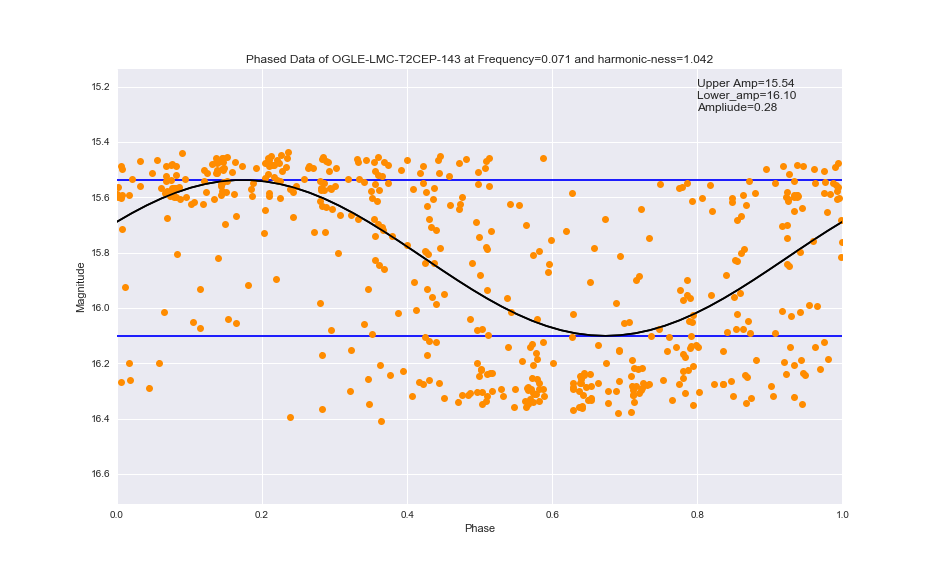 Phased Data of OGLE-LMC-T2CEP-143 at Frequency=0.071 and harmonic-ness=1.042
Upper Amp=15.54
Lower_amp=16.10
Ampliude=0.28
15.2
15.4
15.6
15.8
16.0
16.2
16.4
16.6
Magnitude
0.0 0.2 0.4 0.6 0.8 1.0
Phase